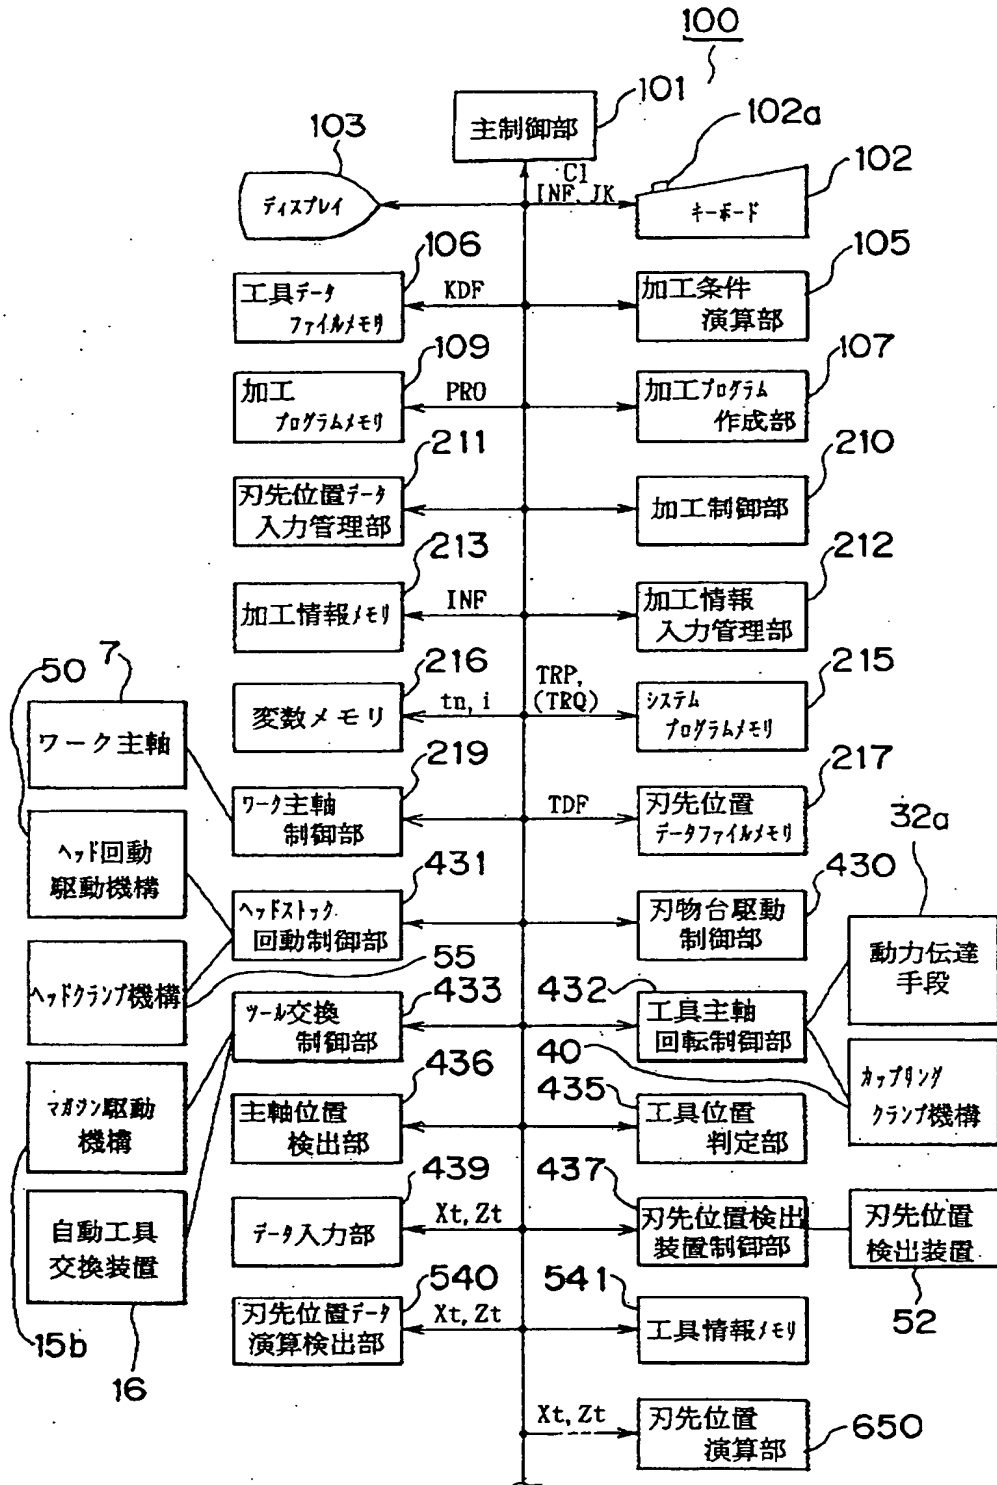 100
101
主制御部
103
ディスプレイ
C1
INF, JK
102a
102
キーボード
106
工具データ
ファイルメモリ
KDF
105
加工条件
演算部
109
加工
プログラムメモリ
PRO
107
加工プログラム
作成部
211
刃先位置データ
入力管理部
210
加工制御部
213
加工情報メモリ
INF
212
加工情報
入力管理部
7
50
ワーク主軸
216
変数メモリ
tn, i
TRP,
(TRQ)
215
システム
プログラムメモリ
219
ワーク主軸
制御部
TDF
217
刃先位置
データファイルメモリ
ヘッド回動
駆動機構
431
ヘッドストック
回動制御部
430
刃物台駆動
制御部
32a
動力伝達
手段
ヘッドクランプ機構
55
433
ツール交換
制御部
432
工具主軸
回転制御部
40
カップリング
クランプ機構
マガジン駆動
機構
436
主軸位置
検出部
435
工具位置
判定部
自動工具
交換装置
439
データ入力部
Xt, Zt
437
刃先位置検出
装置制御部
刃先位置
検出装置
52
15b
16
540
刃先位置データ
演算検出部
Xt, Zt
541
工具情報メモリ
Xt, Zt
刃先位置
演算部
650